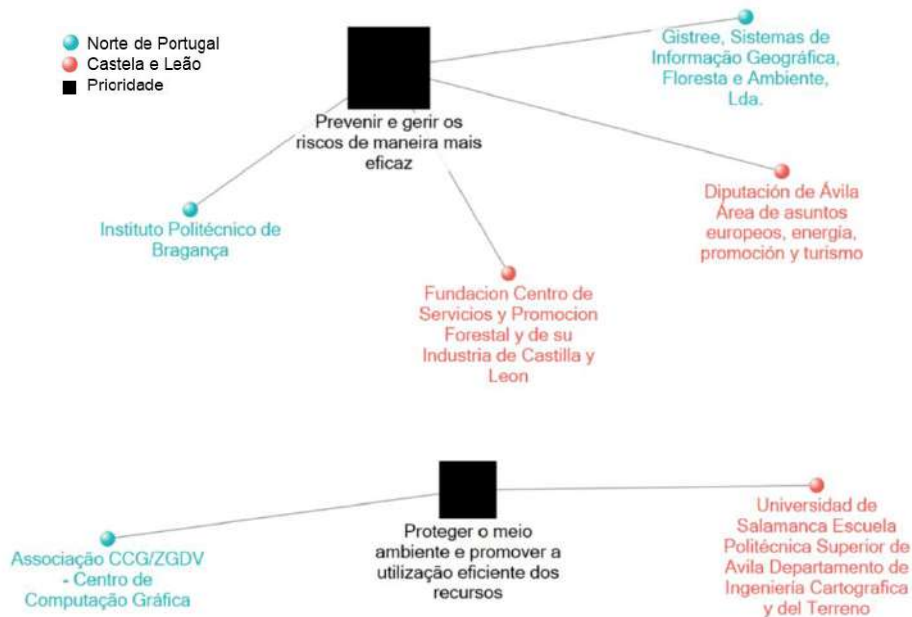 Norte de Portugal
Castela e Leão
Prioridade
Gistree, Sistemas de
Informação Geográfica,
Floresta e Ambiente,
Lda.
Prevenir e gerir os
riscos de maneira mais
eficaz
Diputación de Ávila
Área de asuntos
europeos, energía,
promoción y turismo
Instituto Politécnico de
Bragança
Fundacion Centro de
Servicios y Promocion
Forestal y de su
Industria de Castilla y
Leon
Proteger o meio
ambiente e promover a
utilização eficiente dos
recursos
Associação CCG/ZGDV
- Centro de
Computação Gráfica
Universidad de
Salamanca Escuela
Politécnica Superior de
Avila Departamento de
Ingeniería Cartografica
y del Terreno